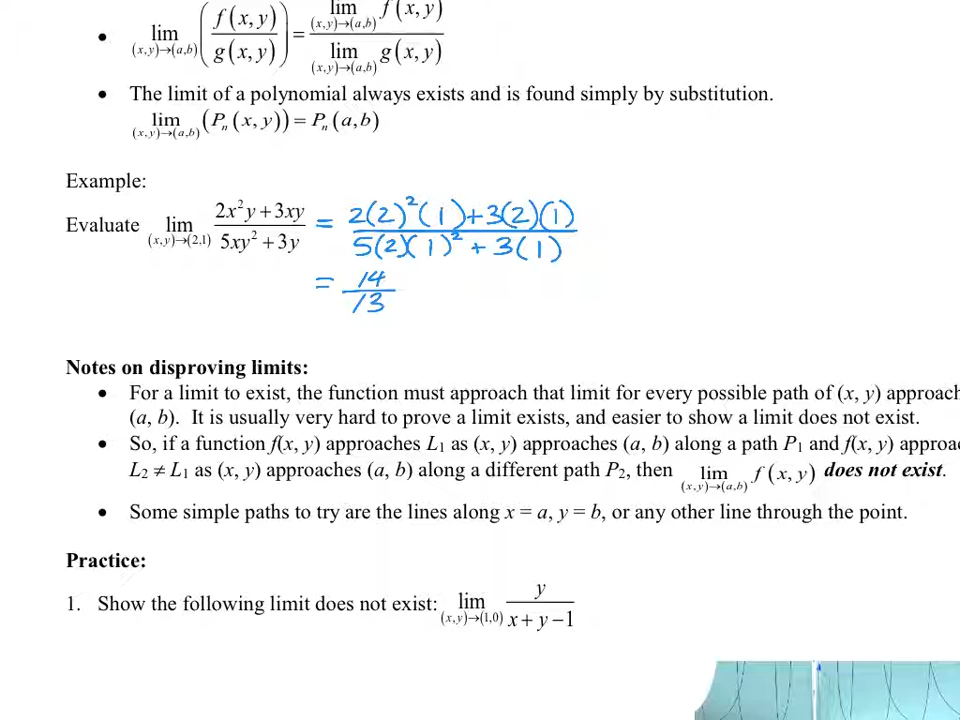 • lim (x,y)→(a,b) (f(x,y)/g(x,y)) = lim (x,y)→(a,b) f(x,y) / lim (x,y)→(a,b) g(x,y)
• The limit of a polynomial always exists and is found simply by substitution.
lim (x,y)→(a,b) (Pₙ(x,y)) = Pₙ(a,b)
Example:
Evaluate lim (x,y)→(2,1) (2x²y+3xy)/(5xy²+3y) = (2(2)²(1)+3(2)(1))/(5(2)(1)²+3(1))
= 14/13
Notes on disproving limits:
• For a limit to exist, the function must approach that limit for every possible path of (x, y) approach
(a, b). It is usually very hard to prove a limit exists, and easier to show a limit does not exist.
• So, if a function f(x, y) approaches L₁ as (x, y) approaches (a, b) along a path P₁ and f(x, y) approa
L₂ ≠ L₁ as (x, y) approaches (a, b) along a different path P₂, then lim (x,y)→(a,b) f(x,y) does not exist.
• Some simple paths to try are the lines along x = a, y = b, or any other line through the point.
Practice:
1. Show the following limit does not exist: lim (x,y)→(1,0) y/(x+y−1)